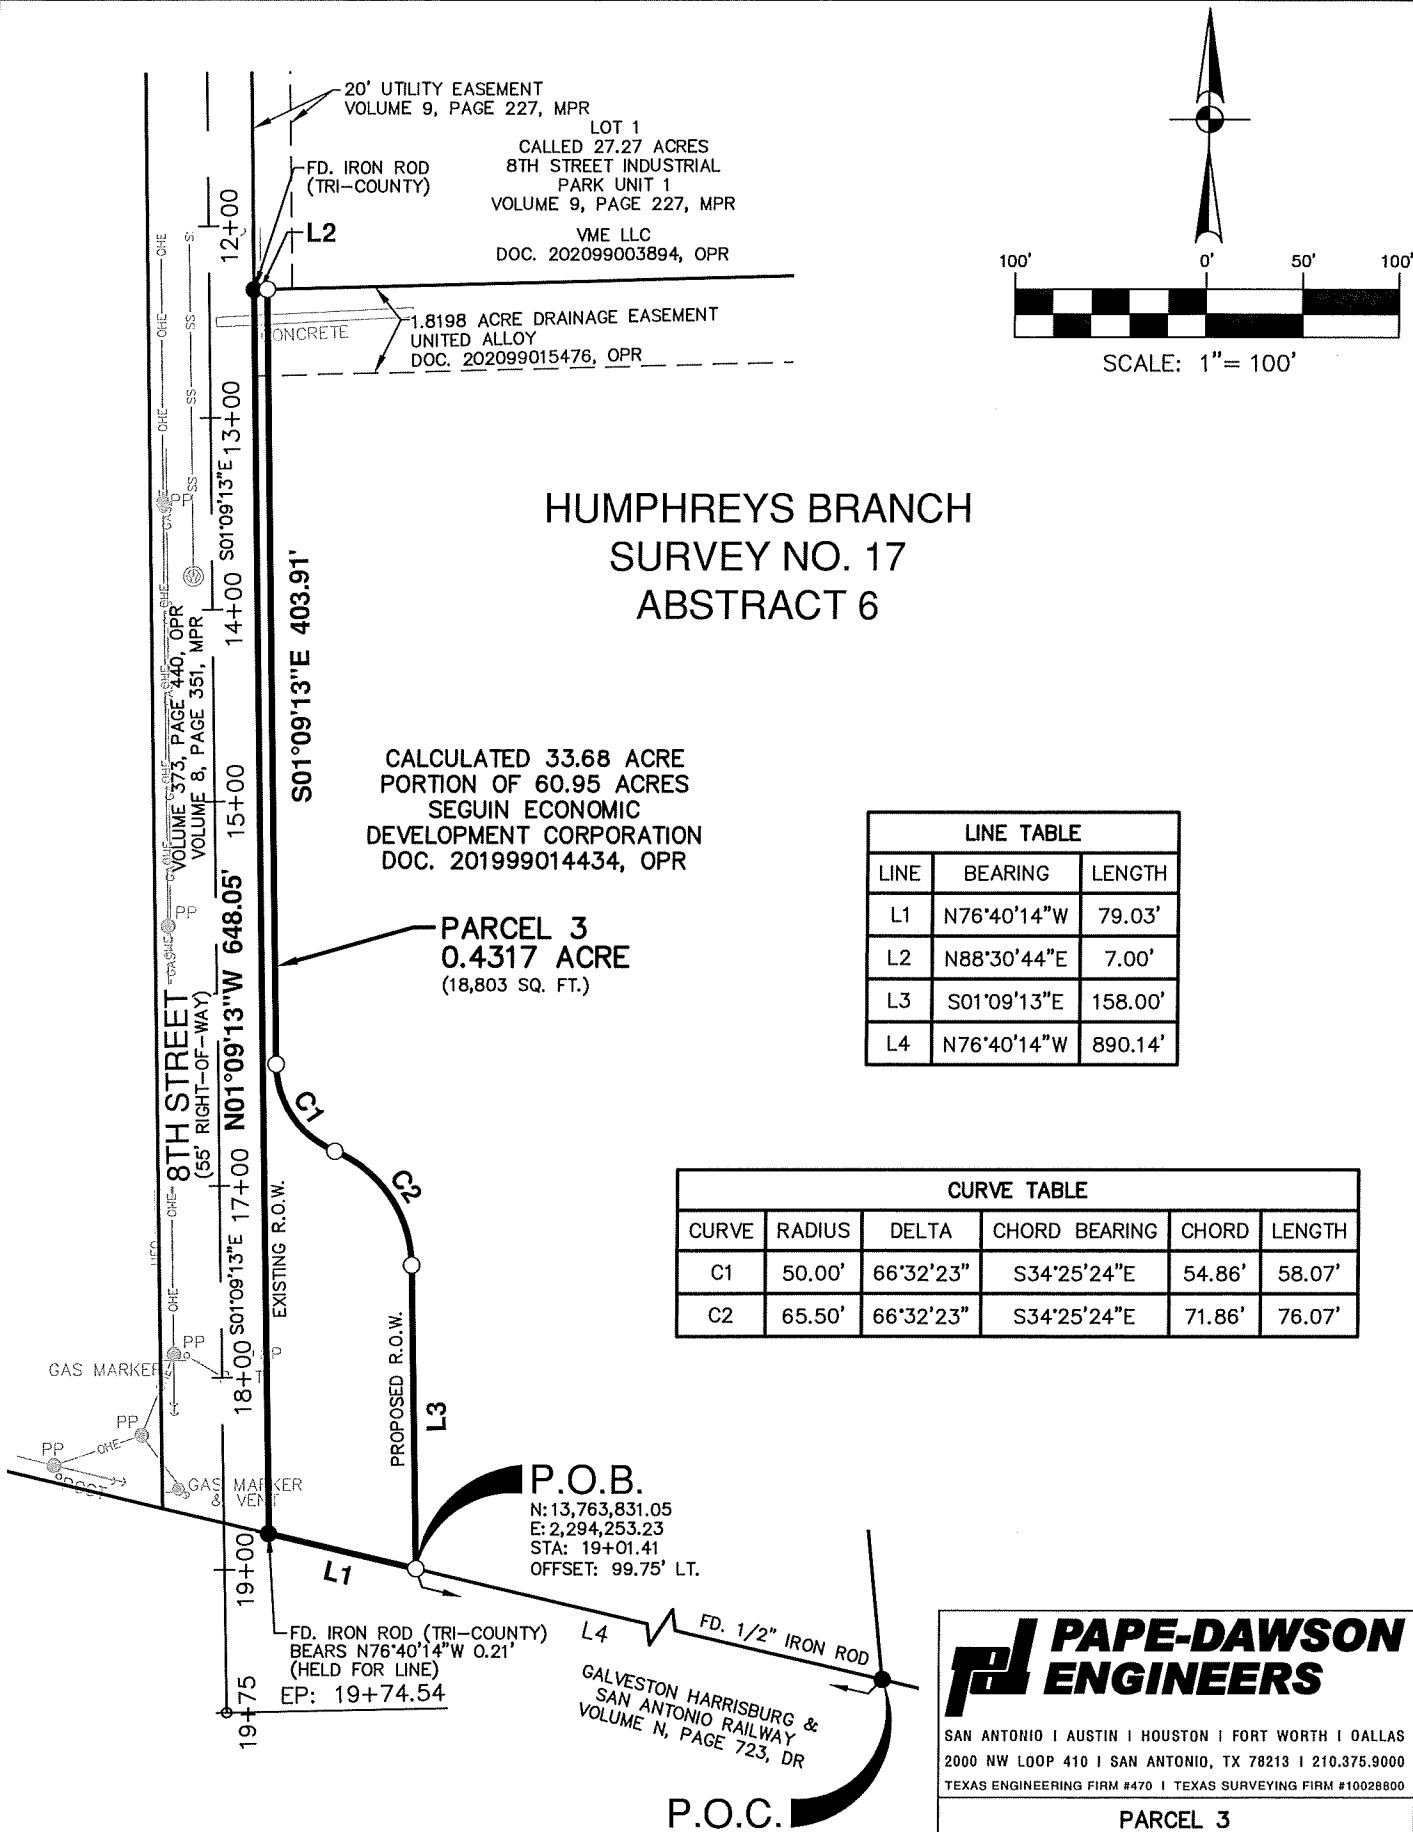 20' UTILITY EASEMENT
VOLUME 9, PAGE 227, MPR
LOT 1
CALLED 27.27 ACRES
8TH STREET INDUSTRIAL
PARK UNIT 1
VOLUME 9, PAGE 227, MPR
VME LLC
DOC. 202099003894, OPR
FD. IRON ROD
(TRI-COUNTY)
L2
1.8198 ACRE DRAINAGE EASEMENT
UNITED ALLOY
DOC. 202099015476, OPR
CONCRETE
100' 0' 50' 100'
SCALE: 1"= 100'
HUMPHREYS BRANCH
SURVEY NO. 17
ABSTRACT 6
12+00
13+00
S01°09'13"E
14+00
15+00
17+00
S01°09'13"E
18+00
19+00
19+75
OHE
OHE
OHE
SS
SS
PP
VOLUME 373, PAGE 440, OPR
VOLUME 8, PAGE 351, MPR
S01°09'13"E 403.91'
CALCULATED 33.68 ACRE
PORTION OF 60.95 ACRES
SEGUIN ECONOMIC
DEVELOPMENT CORPORATION
DOC. 201999014434, OPR
PARCEL 3
0.4317 ACRE
(18,803 SQ. FT.)
PP
8TH STREET
(55' RIGHT-OF-WAY)
N01°09'13"W 648.05'
LINE TABLE
LINE BEARING LENGTH
L1 N76°40'14"W 79.03'
L2 N88°30'44"E 7.00'
L3 S01°09'13"E 158.00'
L4 N76°40'14"W 890.14'
C1
C2
CURVE TABLE
CURVE RADIUS DELTA CHORD BEARING CHORD LENGTH
C1 50.00' 66°32'23" S34°25'24"E 54.86' 58.07'
C2 65.50' 66°32'23" S34°25'24"E 71.86' 76.07'
EXISTING R.O.W.
PROPOSED R.O.W.
L3
OHE
OHE
PP
GAS MARKER
PP
PP
OHE
GAS MARKER
& VENT
P.O.B.
N: 13,763,831.05
E: 2,294,253.23
STA: 19+01.41
OFFSET: 99.75' LT.
L1
FD. IRON ROD (TRI-COUNTY)
BEARS N76°40'14"W 0.21'
(HELD FOR LINE)
EP: 19+74.54
L4
FD. 1/2" IRON ROD
GALVESTON HARRISBURG &
SAN ANTONIO RAILWAY
VOLUME N, PAGE 723, DR
P.O.C.
PAPE-DAWSON
ENGINEERS
SAN ANTONIO I AUSTIN I HOUSTON I FORT WORTH I DALLAS
2000 NW LOOP 410 I SAN ANTONIO, TX 78213 I 210.375.9000
TEXAS ENGINEERING FIRM #470 I TEXAS SURVEYING FIRM #10028800
PARCEL 3